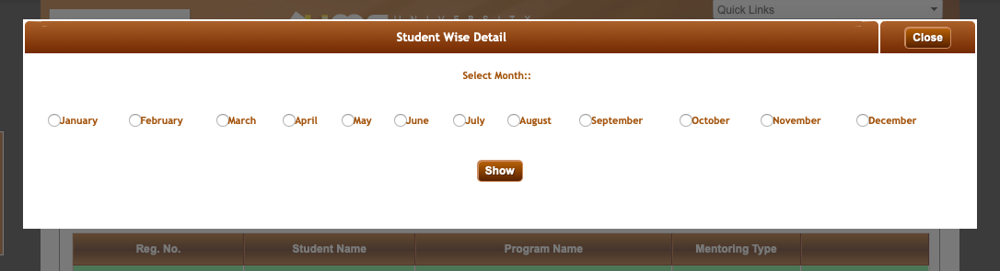 Quick Links
UNIVERSITY
Student Wise Detail
Close
Select Month::
January February March April May June July August September October November December
Show
Reg. No. Student Name Program Name Mentoring Type